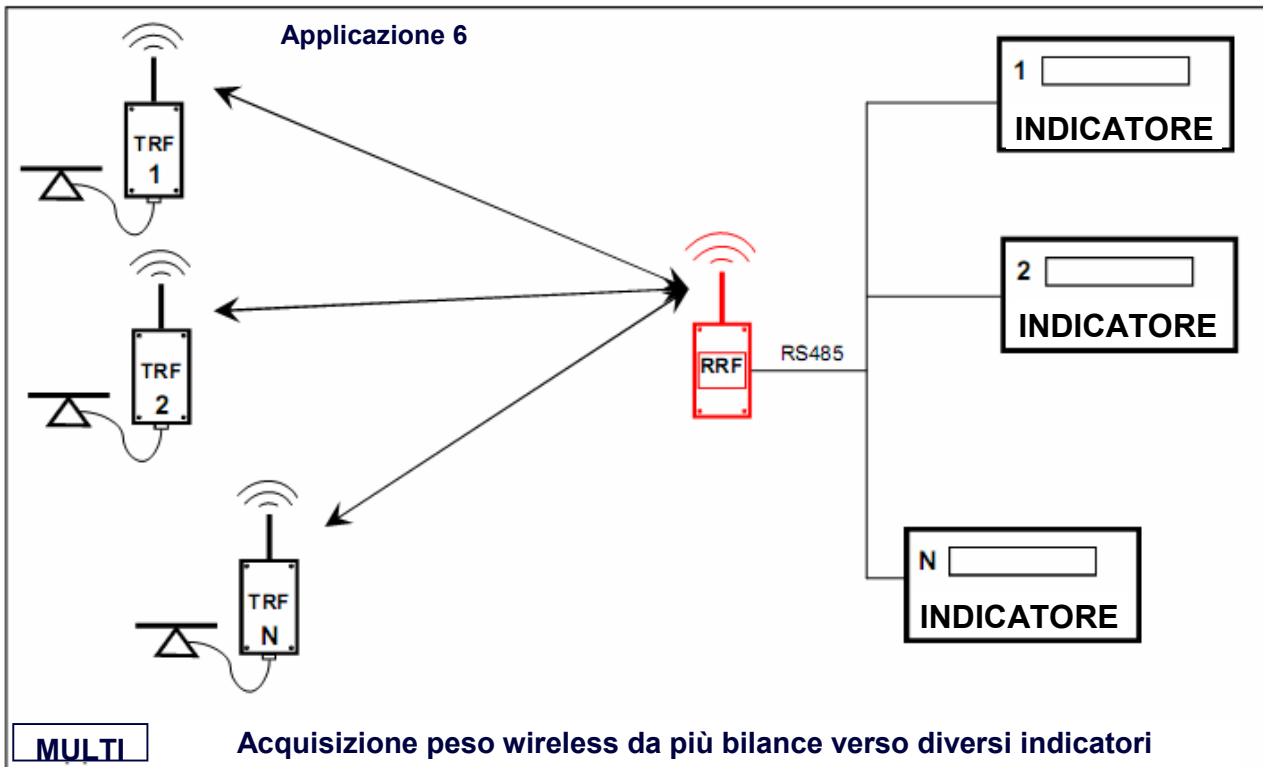 Applicazione 6
TRF
1
TRF
2
TRF
N
RRF
RS485
1
INDICATORE
2
INDICATORE
N
INDICATORE
MULTI
Acquisizione peso wireless da più bilance verso diversi indicatori